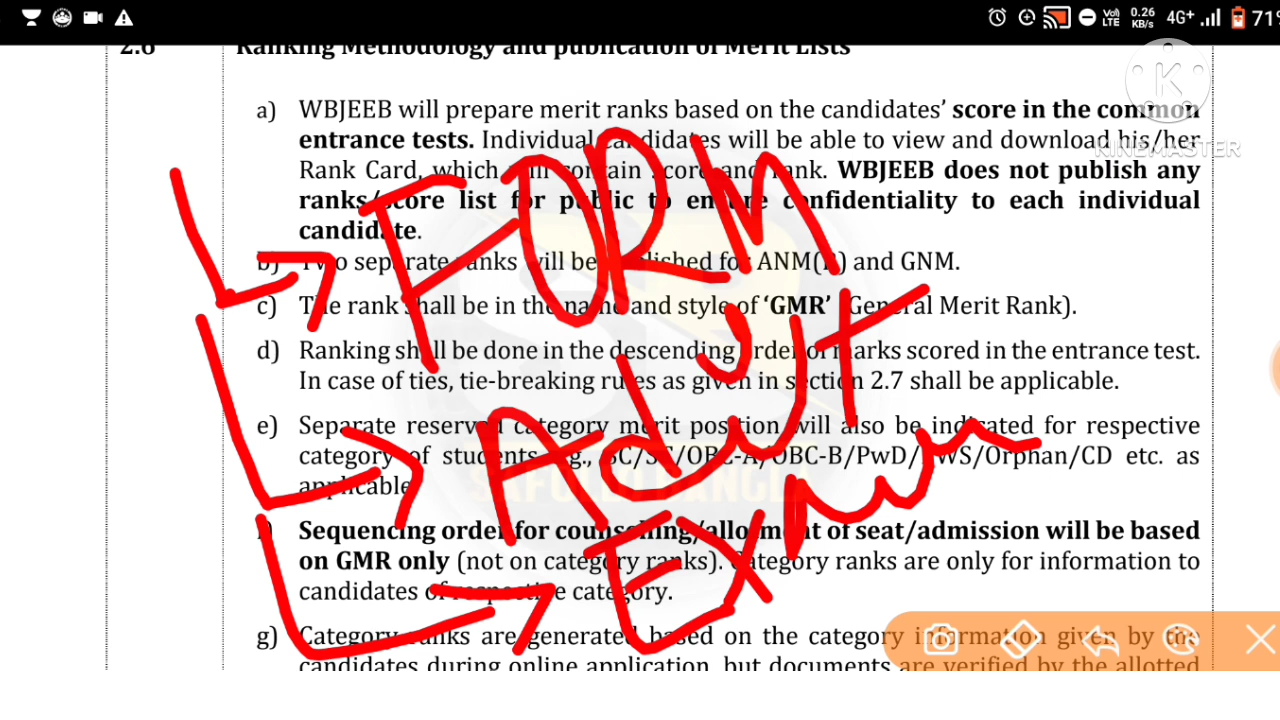 0.26
KB/s
Vo)
LTE
4G+
71%
2.6 Ranking Methodology and publication of Merit Lists
K
KINEMASTER
a) WBJEEB will prepare merit ranks based on the candidates’ score in the common
entrance tests. Individual candidates will be able to view and download his/her
Rank Card, which will contain score and rank. WBJEEB does not publish any
ranks/score list for public to ensure confidentiality to each individual
candidate.
b) Two separate ranks will be published for ANM(R) and GNM.
c) The rank shall be in the name and style of ‘GMR’ (General Merit Rank).
d) Ranking shall be done in the descending order of marks scored in the entrance test.
In case of ties, tie-breaking rules as given in section 2.7 shall be applicable.
e) Separate reserved category merit position will also be indicated for respective
category of students e.g., SC/ST/OBC-A/OBC-B/PwD/EWS/Orphan/CD etc. as
applicable
f) Sequencing order for counselling/allotment of seat/admission will be based
on GMR only (not on category ranks). Category ranks are only for information to
candidates of respective category.
g) Category ranks are generated based on the category information given by the
candidates during online application, but documents are verified by the allotted
FORM
Exam